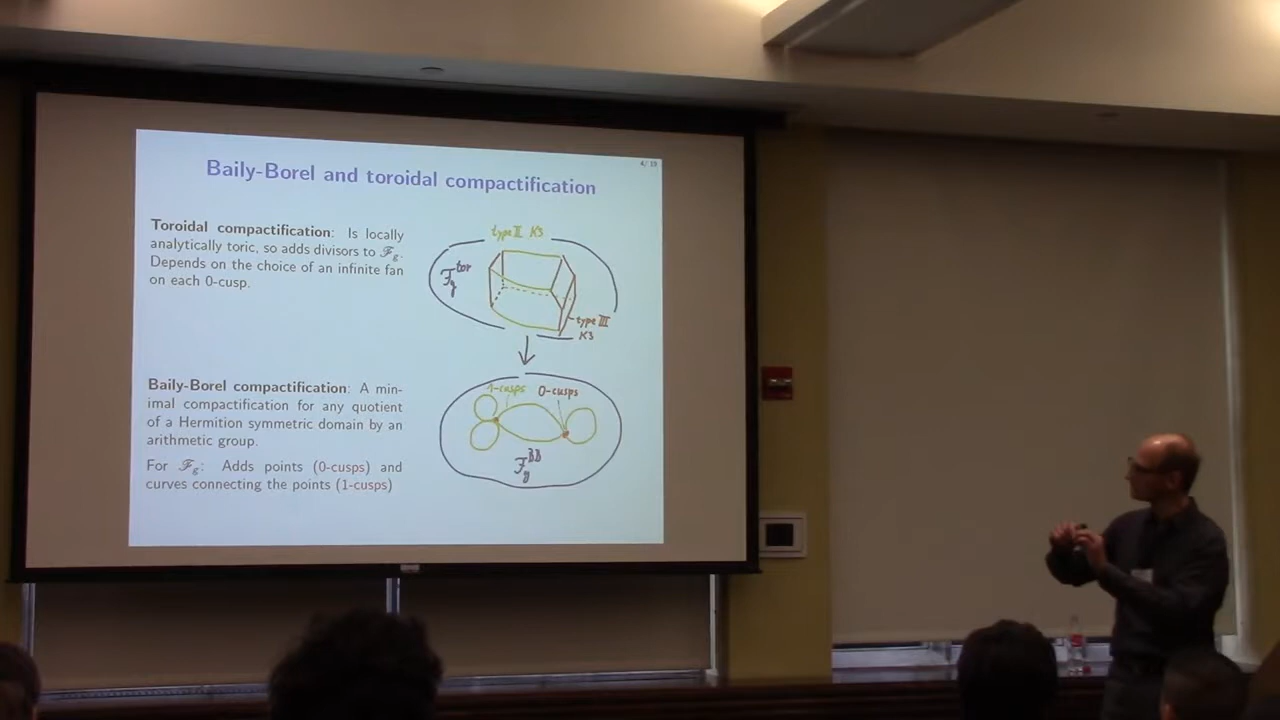 4/19
Baily-Borel and toroidal compactification
Toroidal compactification: Is locally
analytically toric, so adds divisors to ℱg.
Depends on the choice of an infinite fan
on each 0-cusp.
type II K3
ℱg^tor
type III
K3
Baily-Borel compactification: A min-
imal compactification for any quotient
of a Hermition symmetric domain by an
arithmetic group.
For ℱg: Adds points (0-cusps) and
curves connecting the points (1-cusps)
1-cusps 0-cusps
ℱg^BB